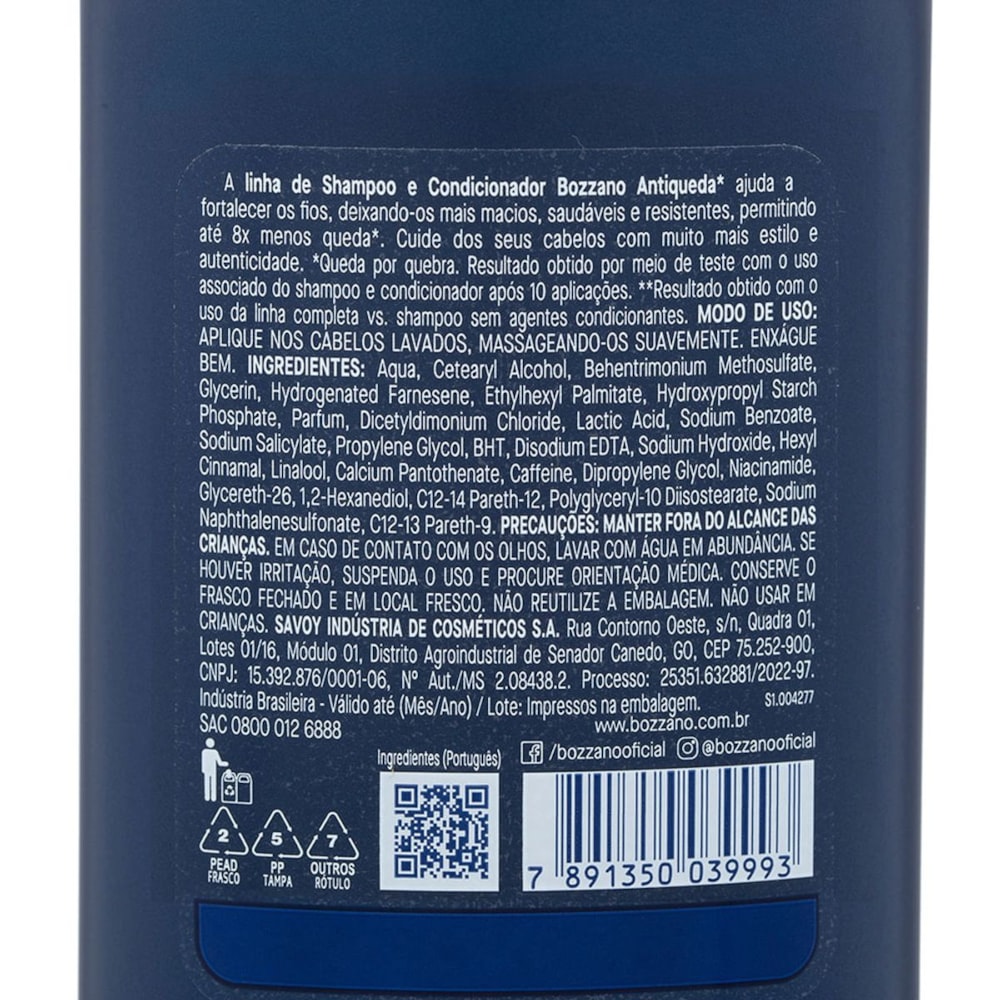 A linha de Shampoo e Condicionador Bozzano Antiqueda* ajuda a
fortalecer os fios, deixando-os mais macios, saudáveis e resistentes, permitindo
até 8x menos queda*. Cuide dos seus cabelos com muito mais estilo e
autenticidade. *Queda por quebra. Resultado obtido por meio de teste com o uso
associado do shampoo e condicionador após 10 aplicações. **Resultado obtido com o
uso da linha completa vs. shampoo sem agentes condicionantes. MODO DE USO:
APLIQUE NOS CABELOS LAVADOS, MASSAGEANDO-OS SUAVEMENTE. ENXÁGUE
BEM. INGREDIENTES: Aqua, Cetearyl Alcohol, Behentrimonium Methosulfate,
Glycerin, Hydrogenated Farnesene, Ethylhexyl Palmitate, Hydroxypropyl Starch
Phosphate, Parfum, Dicetyldimonium Chloride, Lactic Acid, Sodium Benzoate,
Sodium Salicylate, Propylene Glycol, BHT, Disodium EDTA, Sodium Hydroxide, Hexyl
Cinnamal, Linalool, Calcium Pantothenate, Caffeine, Dipropylene Glycol, Niacinamide,
Glycereth-26, 1,2-Hexanediol, C12-14 Pareth-12, Polyglyceryl-10 Diisostearate, Sodium
Naphthalenesulfonate, C12-13 Pareth-9. PRECAUÇÕES: MANTER FORA DO ALCANCE DAS
CRIANÇAS. EM CASO DE CONTATO COM OS OLHOS, LAVAR COM ÁGUA EM ABUNDÂNCIA. SE
HOUVER IRRITAÇÃO, SUSPENDA O USO E PROCURE ORIENTAÇÃO MÉDICA. CONSERVE O
FRASCO FECHADO E EM LOCAL FRESCO. NÃO REUTILIZE A EMBALAGEM. NÃO USAR EM
CRIANÇAS. SAVOY INDÚSTRIA DE COSMÉTICOS S.A. Rua Contorno Oeste, s/n, Quadra 01,
Lotes 01/16, Módulo 01, Distrito Agroindustrial de Senador Canedo, GO, CEP 75.252-900,
CNPJ: 15.392.876/0001-06, Nº Aut./MS 2.08438.2. Processo: 25351.632881/2022-97.
Indústria Brasileira - Válido até (Mês/Ano) / Lote: Impressos na embalagem. S1.004277
SAC 0800 012 6888 www.bozzano.com.br
Ingredientes (Português) /bozzanooficial @bozzanooficial
2 5 7
PEAD PP OUTROS
FRASCO TAMPA RÓTULO
7 891350 039993